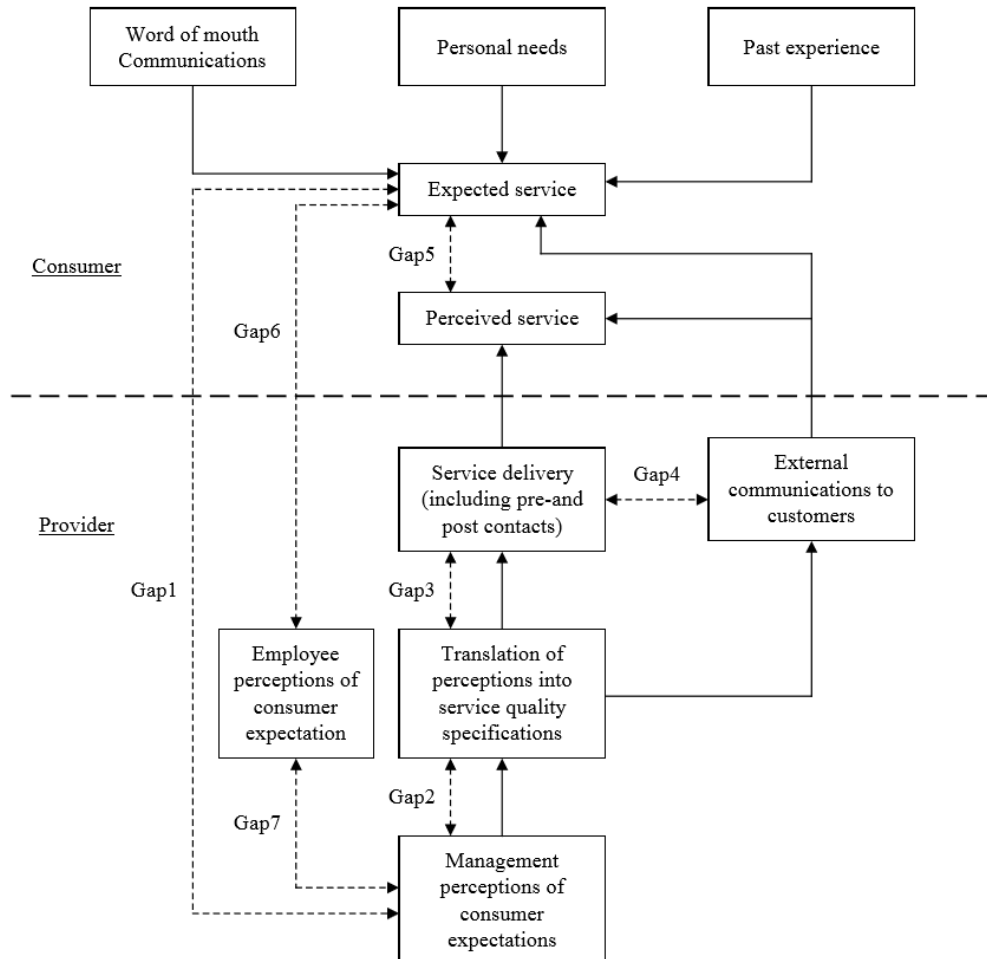 Word of mouth
Communications
Personal needs
Past experience
Expected service
Gap5
Consumer
Perceived service
Gap6
Service delivery
(including pre-and
post contacts)
Gap4
External
communications to
customers
Provider
Gap1
Gap3
Employee
perceptions of
consumer
expectation
Translation of
perceptions into
service quality
specifications
Gap7
Gap2
Management
perceptions of
consumer
expectations